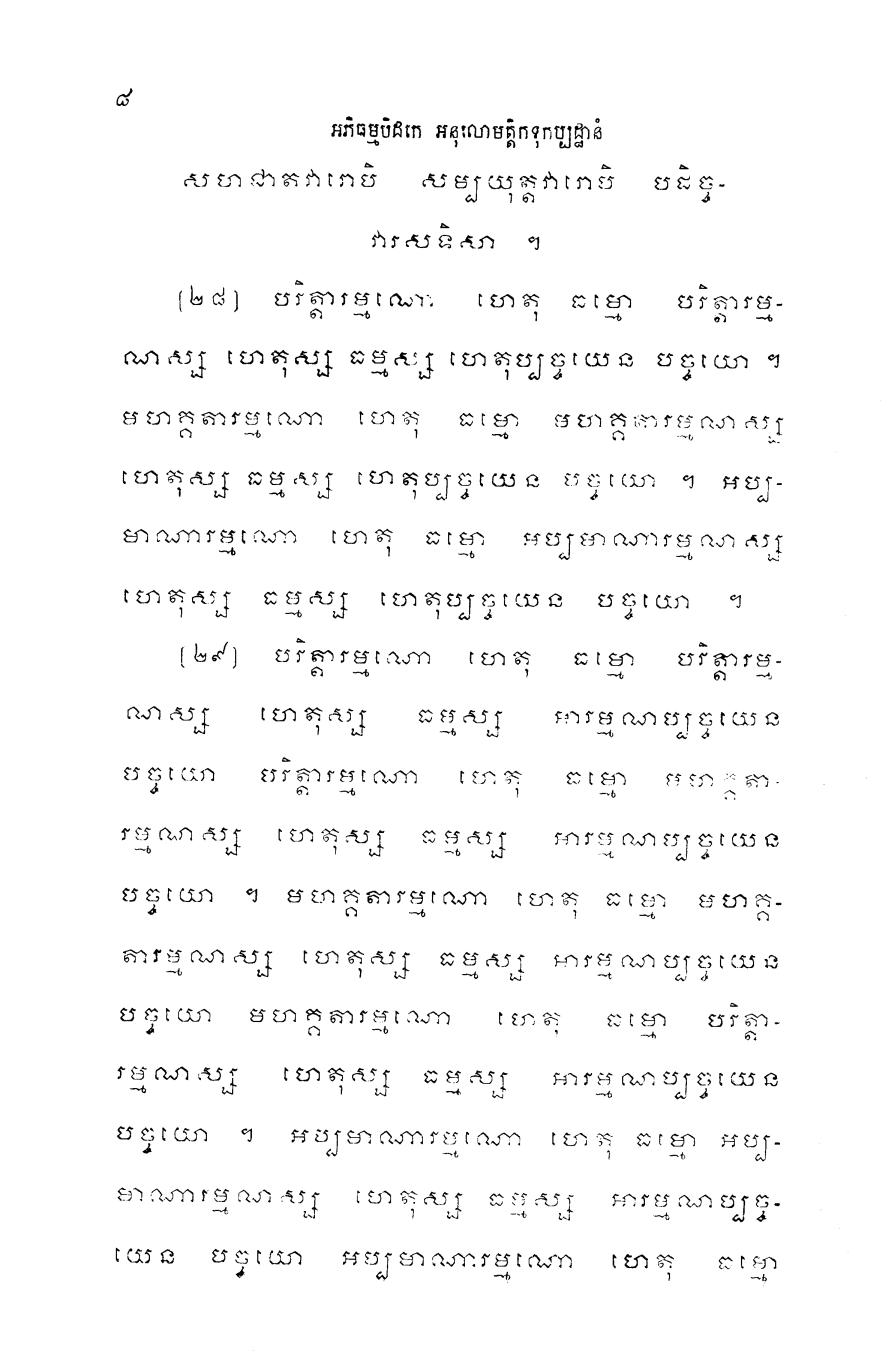 ៨
អភិធម្មបិដកេ អនុលោមត្តិកទុកប្បដ្ឋានំ
សហជាតវារោបិ សម្បយុត្តវារោបិ បដិច្ច-
វារសទិសា ។
(២៨) បរិត្តារម្មណោ ហេតុ ធម្មោ បរិត្តារម្ម-
ណស្ស ហេតុស្ស ធម្មស្ស ហេតុប្បច្ចយេន បច្ចយោ ។
មហគ្គតារម្មណោ ហេតុ ធម្មោ មហគ្គតារម្មណស្ស
ហេតុស្ស ធម្មស្ស ហេតុប្បច្ចយេន បច្ចយោ ។ អប្ប-
មាណារម្មណោ ហេតុ ធម្មោ អប្បមាណារម្មណស្ស
ហេតុស្ស ធម្មស្ស ហេតុប្បច្ចយេន បច្ចយោ ។
(២៩) បរិត្តារម្មណោ ហេតុ ធម្មោ បរិត្តារម្ម-
ណស្ស ហេតុស្ស ធម្មស្ស អារម្មណប្បច្ចយេន
បច្ចយោ បរិត្តារម្មណោ ហេតុ ធម្មោ មហគ្គតា-
រម្មណស្ស ហេតុស្ស ធម្មស្ស អារម្មណប្បច្ចយេន
បច្ចយោ ។ មហគ្គតារម្មណោ ហេតុ ធម្មោ មហគ្គ-
តារម្មណស្ស ហេតុស្ស ធម្មស្ស អារម្មណប្បច្ចយេន
បច្ចយោ មហគ្គតារម្មណោ ហេតុ ធម្មោ បរិត្តា-
រម្មណស្ស ហេតុស្ស ធម្មស្ស អារម្មណប្បច្ចយេន
បច្ចយោ ។ អប្បមាណារម្មណោ ហេតុ ធម្មោ អប្ប-
មាណារម្មណស្ស ហេតុស្ស ធម្មស្ស អារម្មណប្បច្ច-
យេន បច្ចយោ អប្បមាណារម្មណោ ហេតុ ធម្មោ